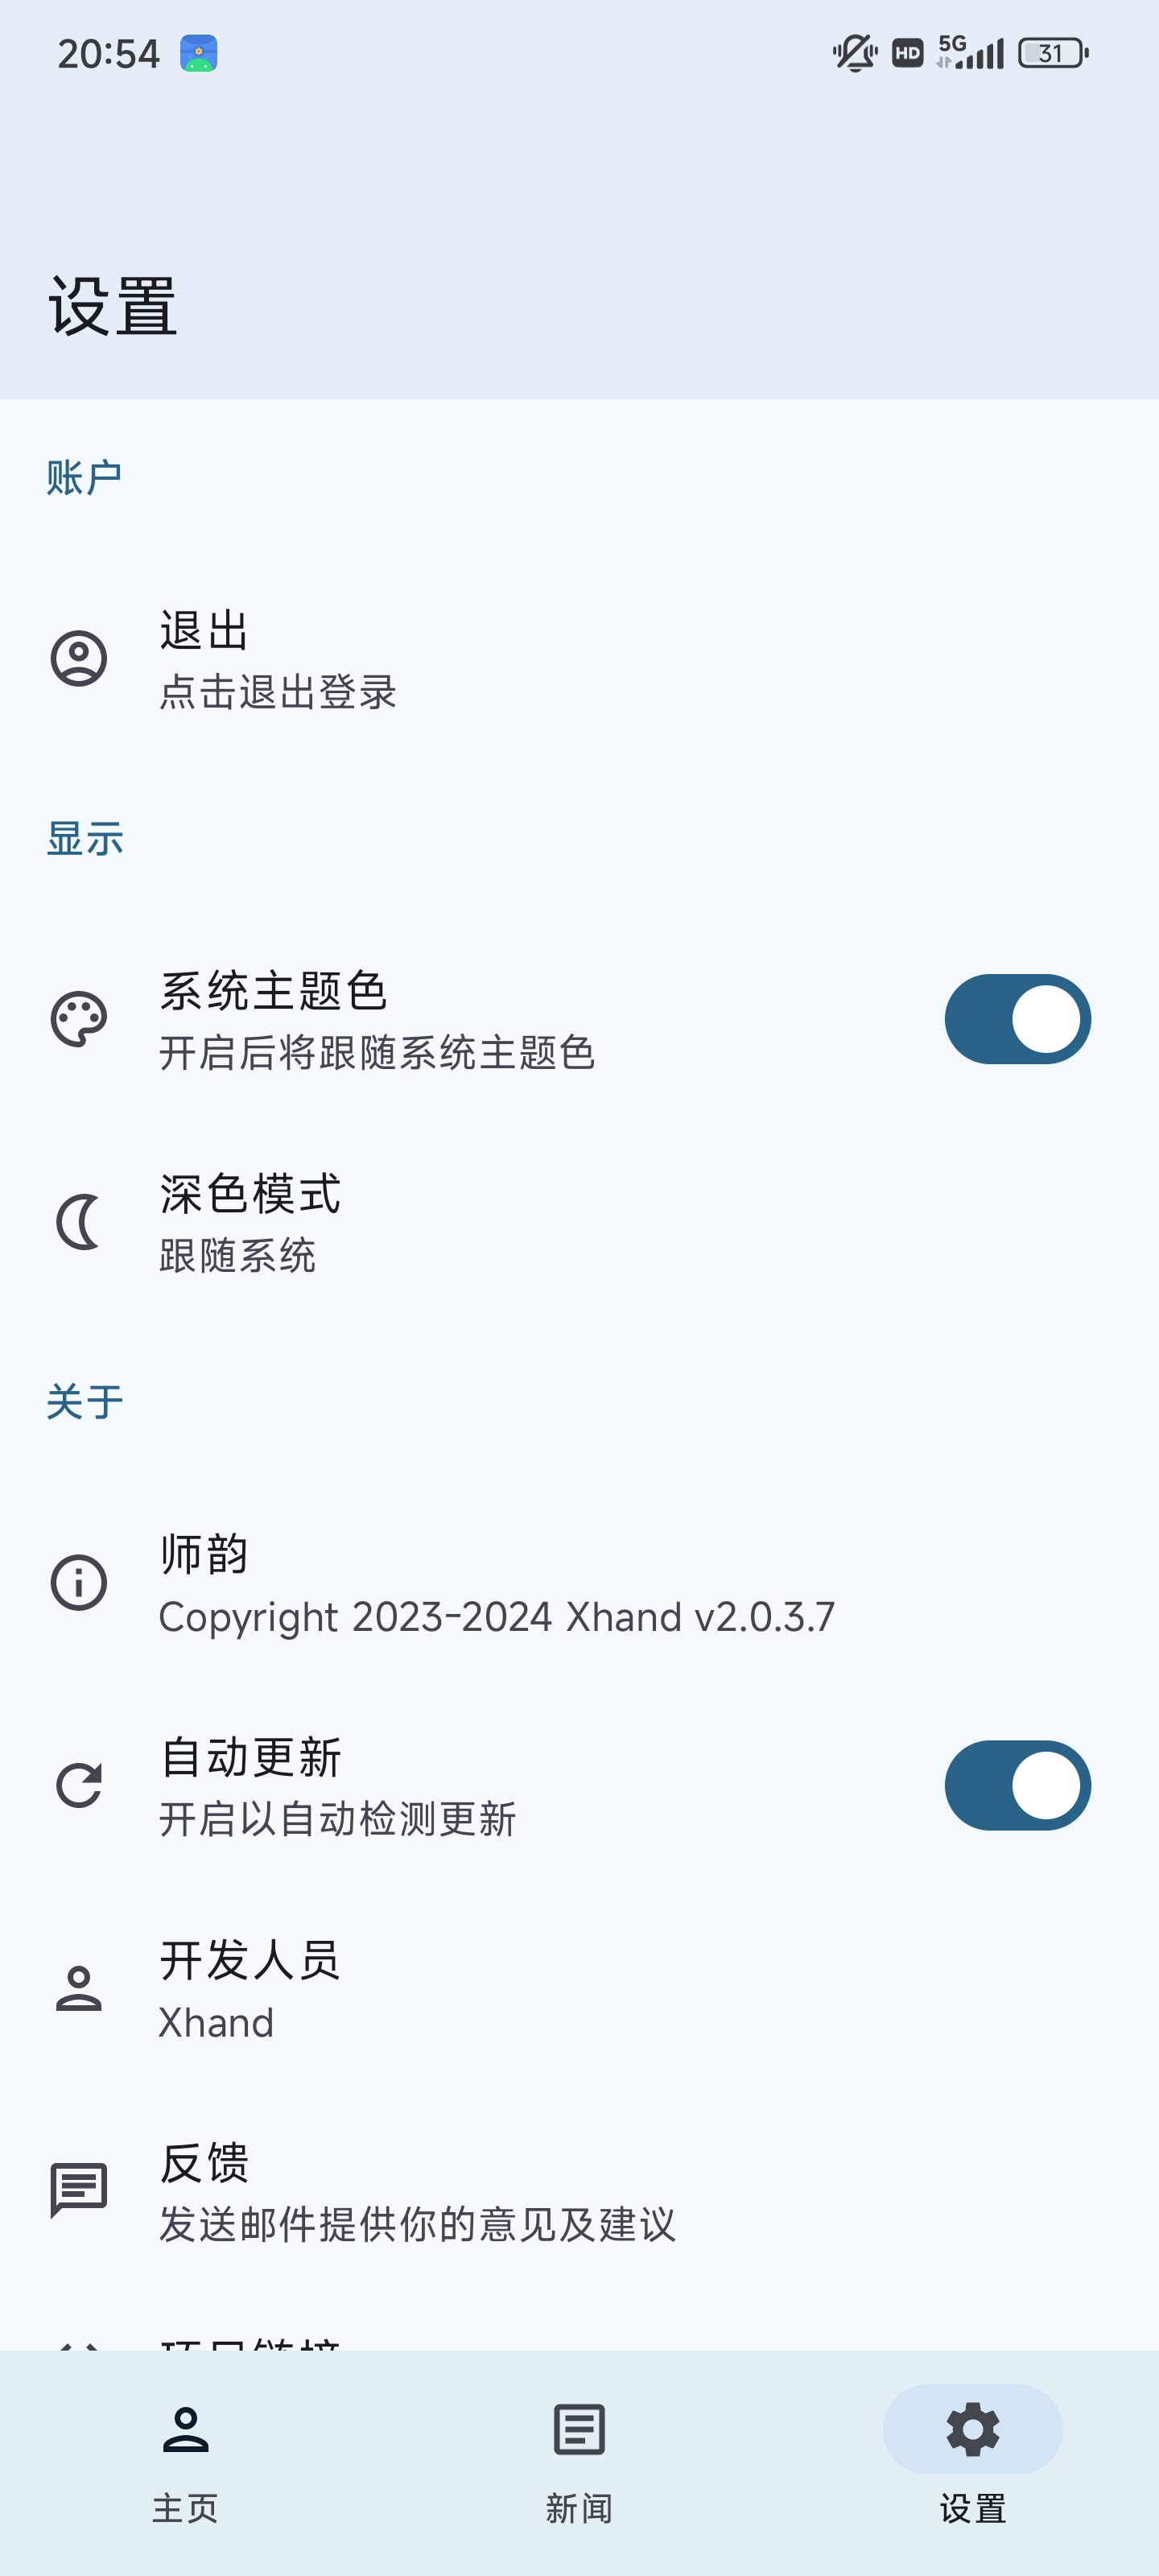 20:54
HD 5G 31
设置
账户
退出
点击退出登录
显示
系统主题色
开启后将跟随系统主题色
深色模式
跟随系统
关于
师韵
Copyright 2023-2024 Xhand v2.0.3.7
自动更新
开启以自动检测更新
开发人员
Xhand
反馈
发送邮件提供你的意见及建议
项目链接
主页
新闻
设置